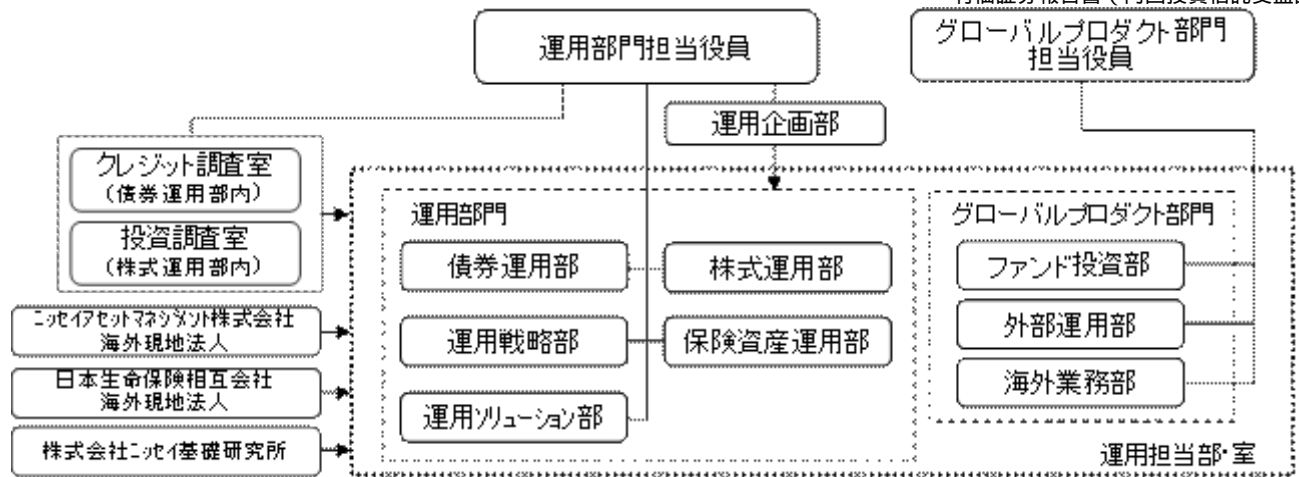 運用部門担当役員
グローバルプロダクト部門
担当役員
運用企画部
クレジット調査室
(債券運用部内)
投資調査室
(株式運用部内)
運用部門
債券運用部
株式運用部
運用戦略部
保険資産運用部
運用ソリューション部
グローバルプロダクト部門
ファンド投資部
外部運用部
海外業務部
ニッセイアセットマネジメント株式会社
海外現地法人
日本生命保険相互会社
海外現地法人
株式会社ニッセイ基礎研究所
運用担当部・室